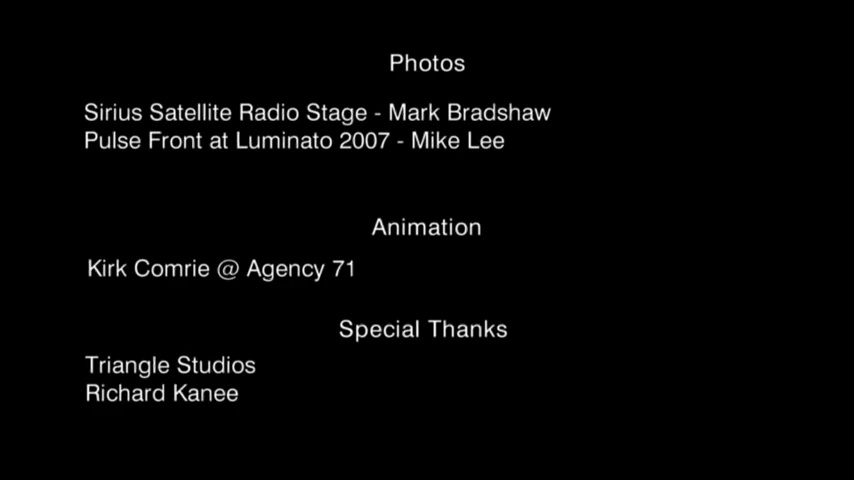 Photos
Sirius Satellite Radio Stage - Mark Bradshaw
Pulse Front at Luminato 2007 - Mike Lee
Animation
Kirk Comrie @ Agency 71
Special Thanks
Triangle Studios
Richard Kanee